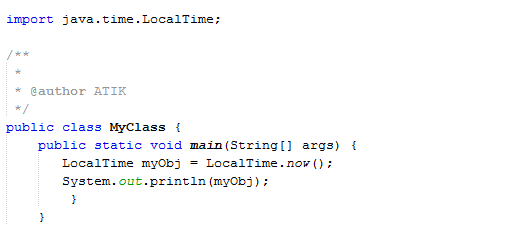 import java.time.LocalTime;
/**
 *
 * @author ATIK
 */
public class MyClass {
    public static void main(String[] args) {
       LocalTime myObj = LocalTime.now();
       System.out.println(myObj);
        }
    }